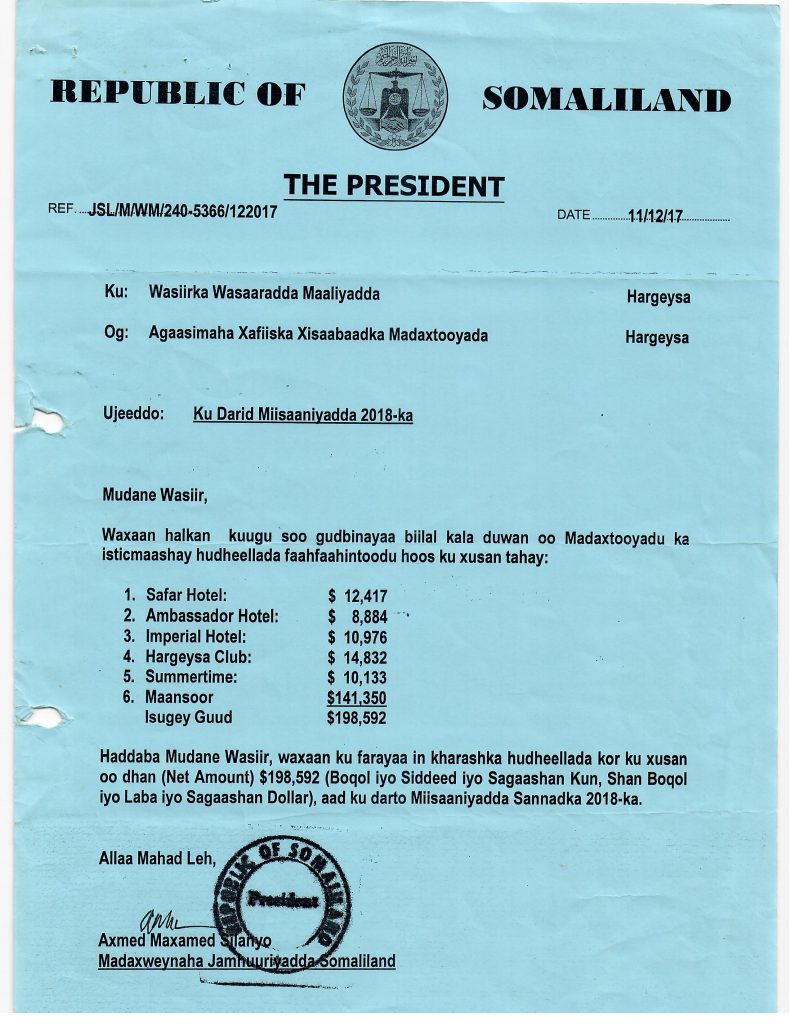 REPUBLIC OF SOMALILAND
THE PRESIDENT
REF.....JSL/M/WM/240-5366/122017 DATE..............11/12/17..................
Ku: Wasiirka Wasaaradda Maaliyadda Hargeysa
Og: Agaasimaha Xafiiska Xisaabaadka Madaxtooyada Hargeysa
Ujeeddo: Ku Darid Miisaaniyadda 2018-ka
Mudane Wasiir,
Waxaan halkan kuugu soo gudbinayaa biilal kala duwan oo Madaxtooyadu ka
isticmaashay hudheellada faahfaahintoodu hoos ku xusan tahay:
1. Safar Hotel: $ 12,417
2. Ambassador Hotel: $ 8,884
3. Imperial Hotel: $ 10,976
4. Hargeysa Club: $ 14,832
5. Summertime: $ 10,133
6. Maansoor $141,350
Isugey Guud $198,592
Haddaba Mudane Wasiir, waxaan ku farayaa in kharashka hudheellada kor ku xusan
oo dhan (Net Amount) $198,592 (Boqol iyo Siddeed iyo Sagaashan Kun, Shan Boqol
iyo Laba iyo Sagaashan Dollar), aad ku darto Miisaaniyadda Sannadka 2018-ka.
Allaa Mahad Leh,
REPUBLIC OF SOMALILAND
President
Axmed Maxamed Silanyo
Madaxweynaha Jamhuuriyadda Somaliland